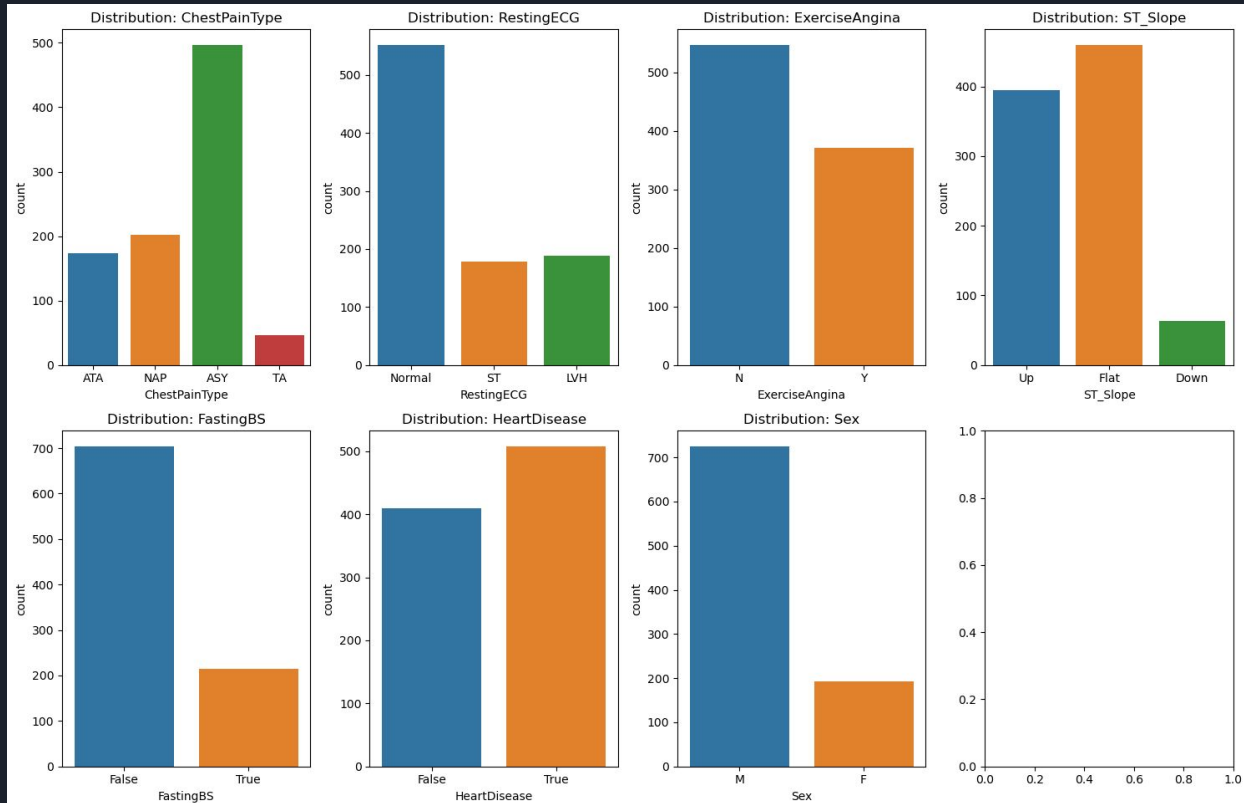 Distribution: ChestPainType
500
400
300
200
100
0
count
ATA NAP ASY TA
ChestPainType
Distribution: RestingECG
500
400
300
200
100
0
count
Normal ST LVH
RestingECG
Distribution: ExerciseAngina
500
400
300
200
100
0
count
N Y
ExerciseAngina
Distribution: ST_Slope
400
300
200
100
0
count
Up Flat Down
ST_Slope
Distribution: FastingBS
700
600
500
400
300
200
100
0
count
False True
FastingBS
Distribution: HeartDisease
500
400
300
200
100
0
count
False True
HeartDisease
Distribution: Sex
700
600
500
400
300
200
100
0
count
M F
Sex
1.0
0.8
0.6
0.4
0.2
0.0
0.0 0.2 0.4 0.6 0.8 1.0